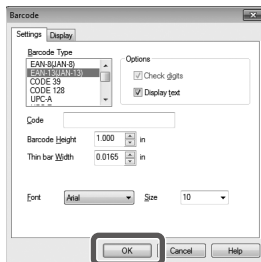 Barcode
Settings Display
Barcode Type
EAN-8(JAN-8)
EAN-13(JAN-13)
CODE 39
CODE 128
UPC-A
Options
Check digits
Display text
Code
Barcode Height 1.000 in
Thin bar Width 0.0165 in
Font Arial Size 10
OK Cancel Help